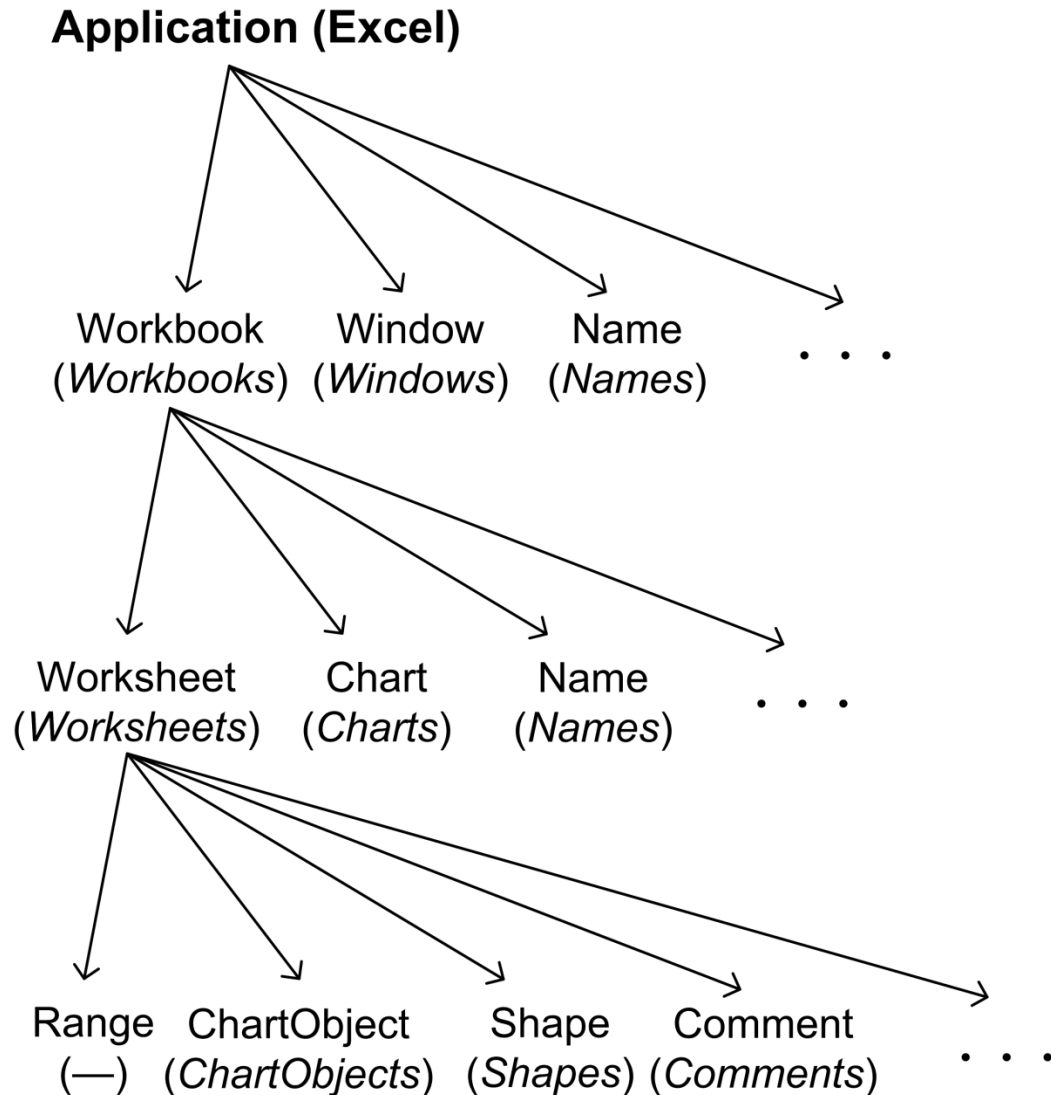 Application (Excel)
Workbook Window Name . . .
(Workbooks) (Windows) (Names)
Worksheet Chart Name . . .
(Worksheets) (Charts) (Names)
Range ChartObject Shape Comment . . .
(—) (ChartObjects) (Shapes) (Comments)